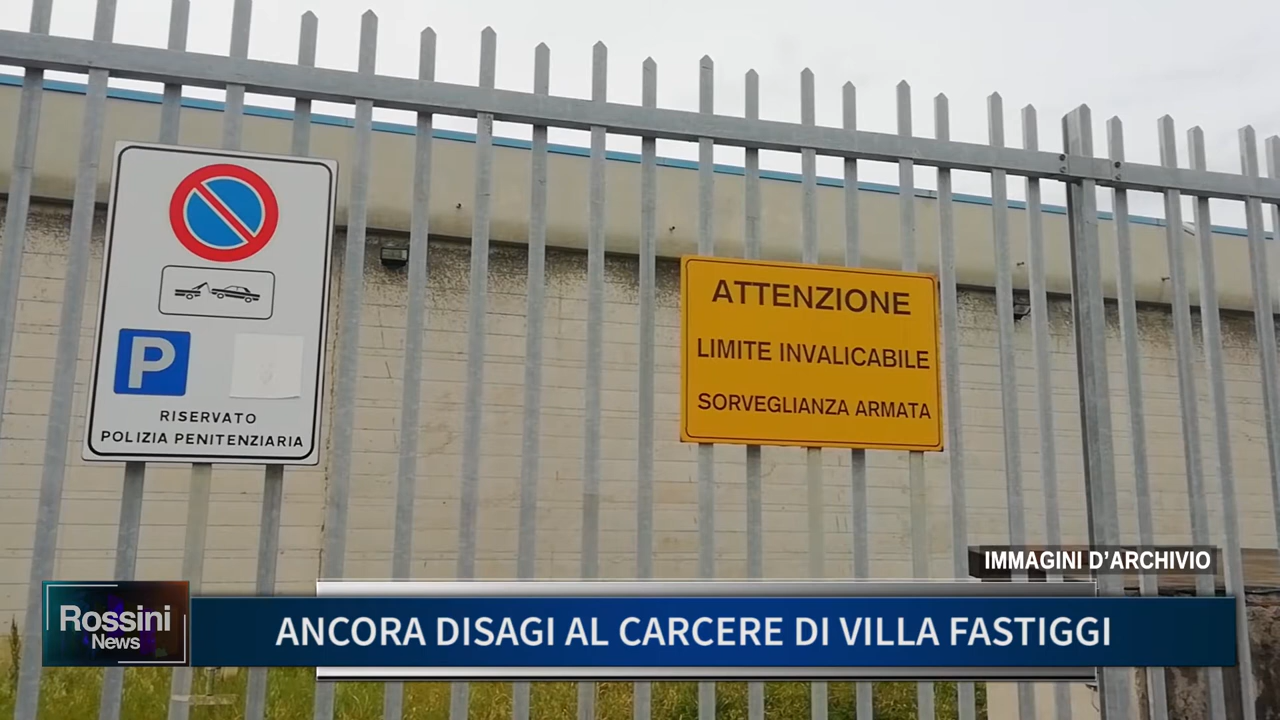 P
RISERVATO
POLIZIA PENITENZIARIA
ATTENZIONE
LIMITE INVALICABILE
SORVEGLIANZA ARMATA
IMMAGINI D'ARCHIVIO
Rossini
News
ANCORA DISAGI AL CARCERE DI VILLA FASTIGGI